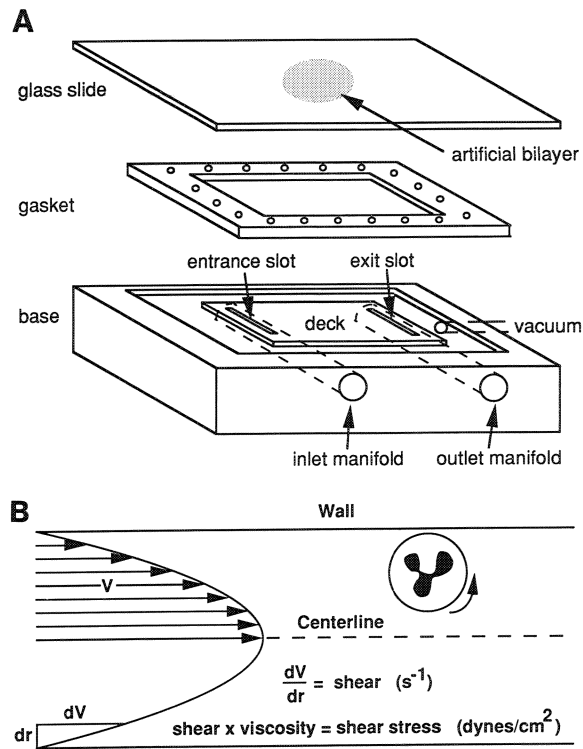 A
glass slide
artificial bilayer
gasket
entrance slot
exit slot
base
deck
vacuum
inlet manifold
outlet manifold
B
Wall
V
Centerline
dV/dr = shear (s⁻¹)
dV
dr
shear x viscosity = shear stress (dynes/cm²)